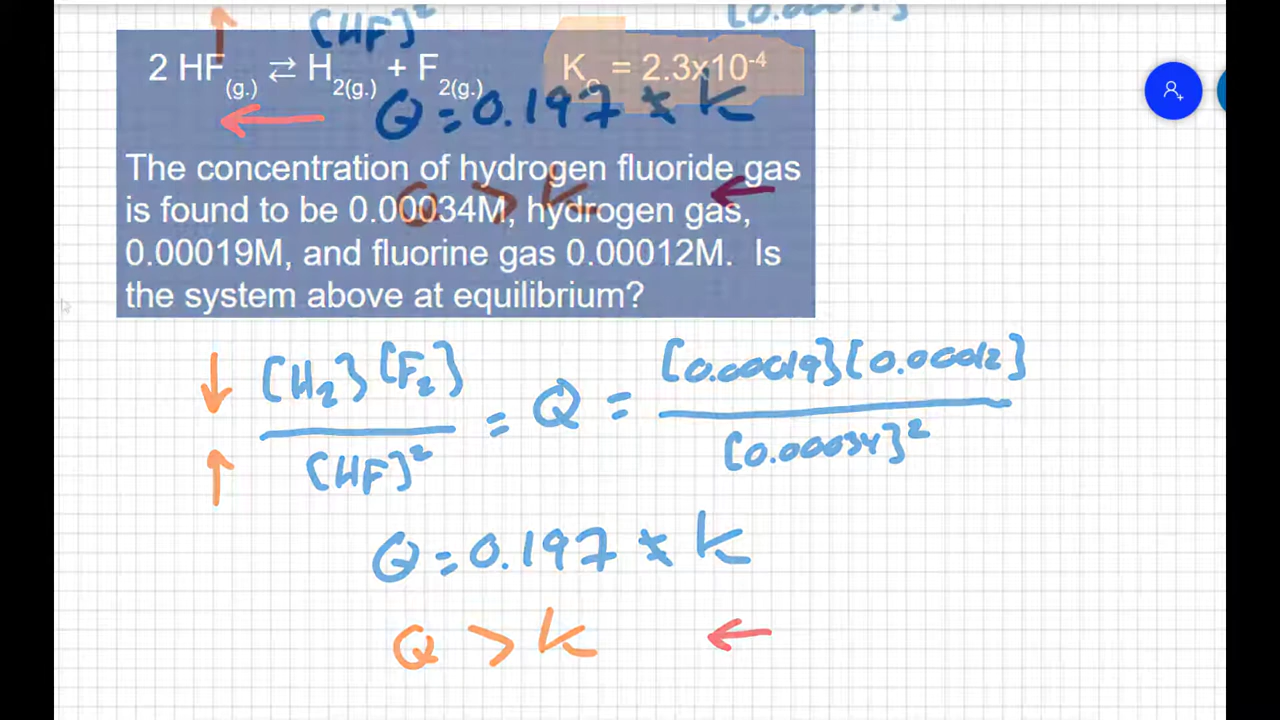 [HF]²
2 HF(g.) ⇄ H2(g.) + F2(g.) Kc = 2.3x10⁻⁴
Q = 0.197 ≠ K
The concentration of hydrogen fluoride gas
Q > K ←
is found to be 0.00034M, hydrogen gas,
0.00019M, and fluorine gas 0.00012M. Is
the system above at equilibrium?
↓ [H₂][F₂] / ↑ [HF]² = Q = [0.00019][0.00012] / [0.00034]²
Q = 0.197 ≠ K
Q > K ←